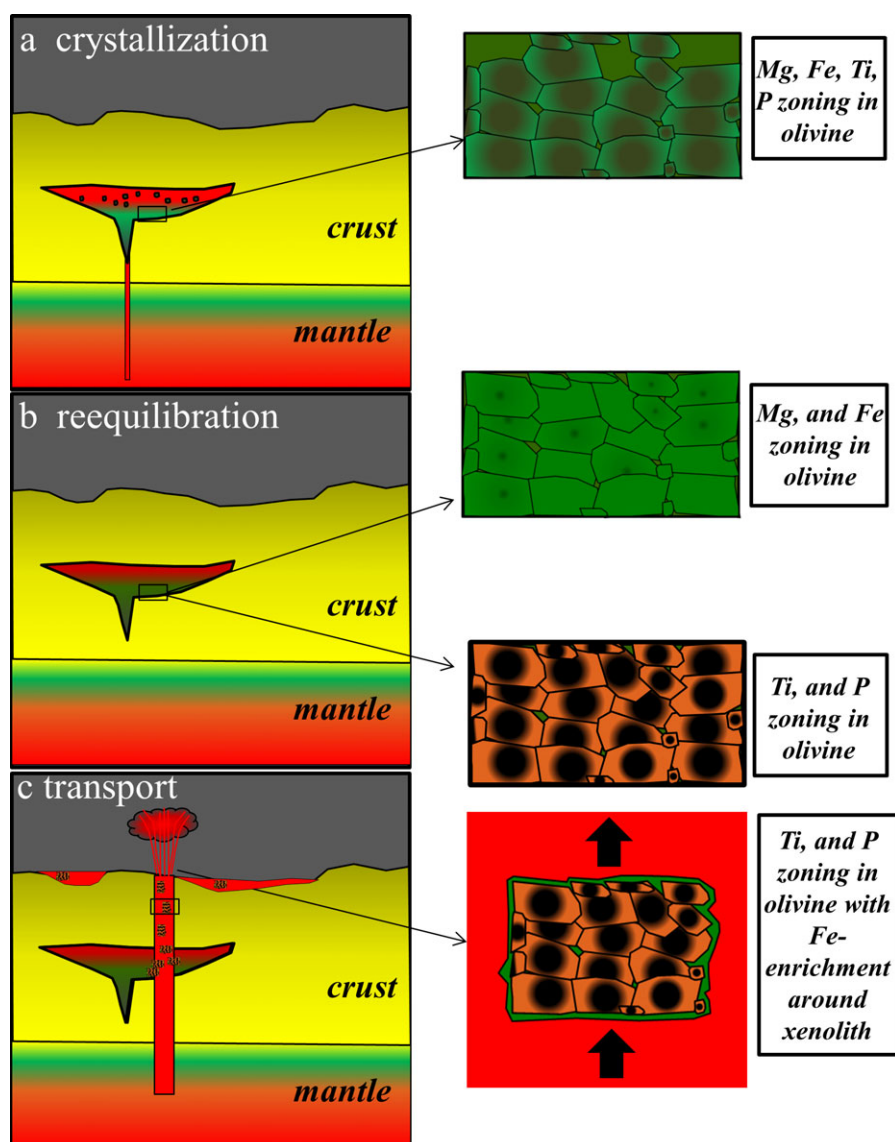 a crystallization
crust
mantle
Mg, Fe, Ti,
P zoning in
olivine
b reequilibration
crust
mantle
Mg, and Fe
zoning in
olivine
Ti, and P
zoning in
olivine
c transport
crust
mantle
Ti, and P
zoning in
olivine with
Fe-
enrichment
around
xenolith